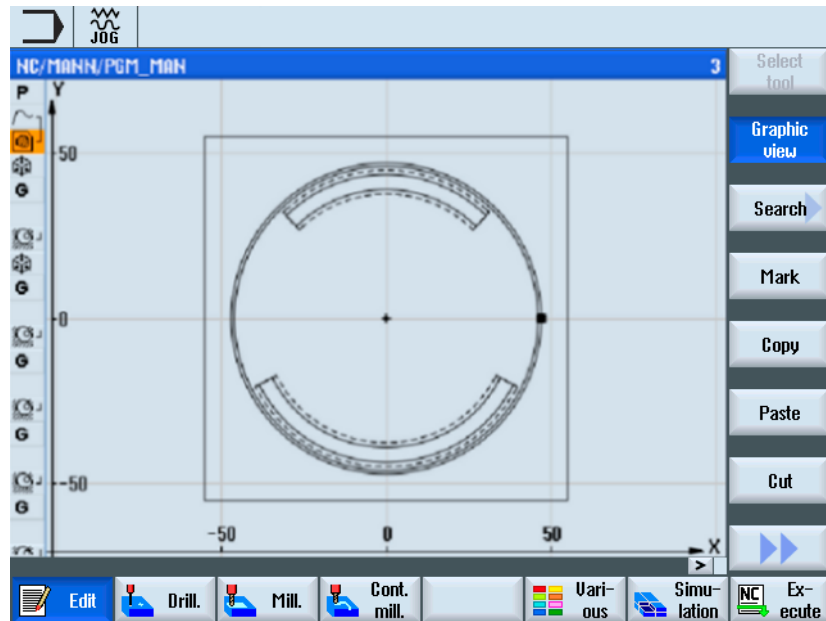 JOG
NC/MANN/PGM_MAN 3
Select
tool
Graphic
view
Search
Mark
Copy
Paste
Cut
P
G
G
G
G
G
Y
50
0
-50
-50 0 50
X
>
Edit
Drill.
Mill.
Cont.
mill.
Vari-
ous
Simu-
lation
NC
Ex-
ecute